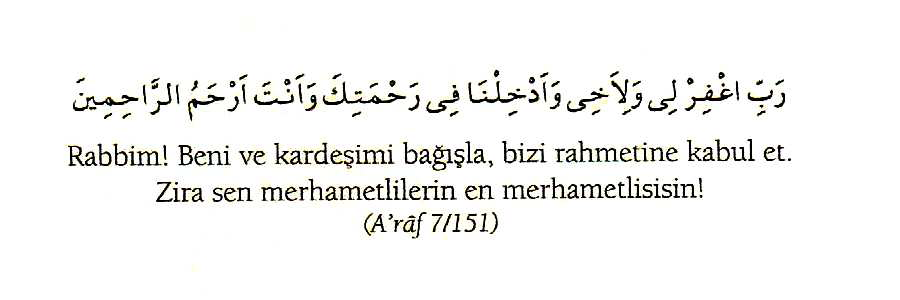 رَبِّ اغْفِرْ لِى وَلِاَخِى وَاَدْخِلْنَا فِى رَحْمَتِكَ وَاَنْتَ اَرْحَمُ الرَّاحِمِينَ
Rabbim! Beni ve kardeşimi bağışla, bizi rahmetine kabul et.
Zira sen merhametlilerin en merhametlisisin!
(A’râf 7/151)